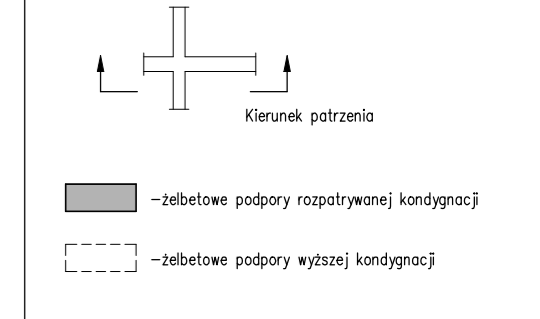 Kierunek patrzenia
-żelbetowe podpory rozpatrywanej kondygnacji
-żelbetowe podpory wyższej kondygnacji